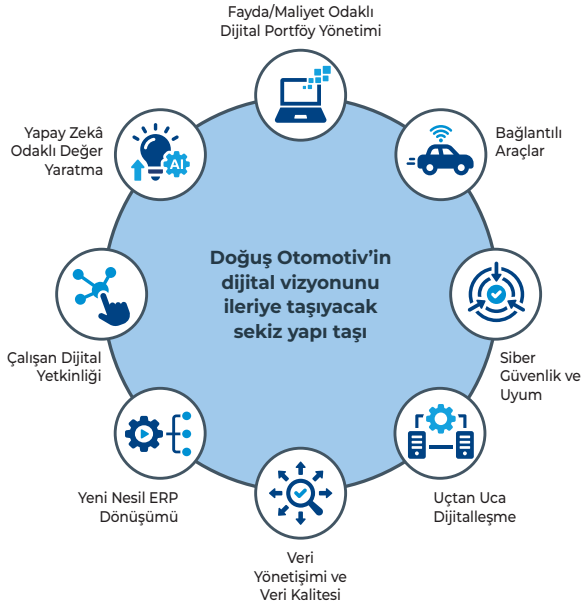 Fayda/Maliyet Odaklı
Dijital Portföy Yönetimi
Bağlantılı
Araçlar
Siber
Güvenlik ve
Uyum
Uçtan Uca
Dijitalleşme
Veri
Yönetişimi ve
Veri Kalitesi
Yeni Nesil ERP
Dönüşümü
Çalışan Dijital
Yetkinliği
Yapay Zekâ
Odaklı Değer
Yaratma
AI
Doğuş Otomotiv’in
dijital vizyonunu
ileriye taşıyacak
sekiz yapı taşı